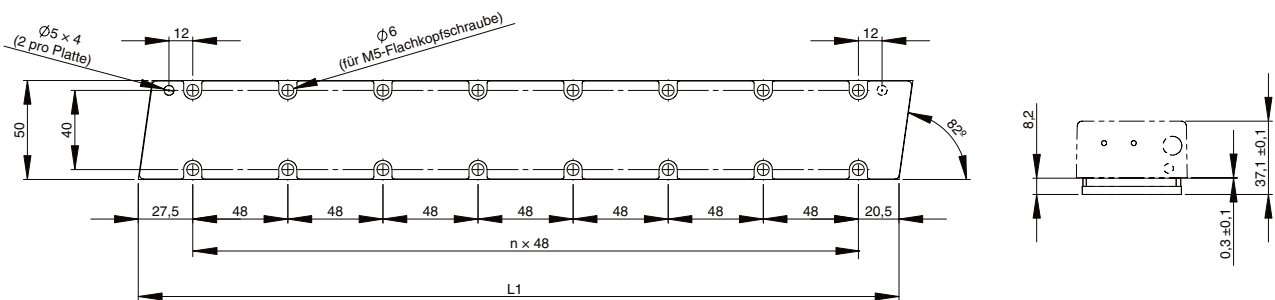 Ø5 × 4
(2 pro Platte)
12
Ø6
(für M5-Flachkopfschraube)
12
50
40
82º
27,5
48
48
48
48
48
48
48
20,5
n × 48
L1
8,2
0,3 ±0,1
37,1 ±0,1